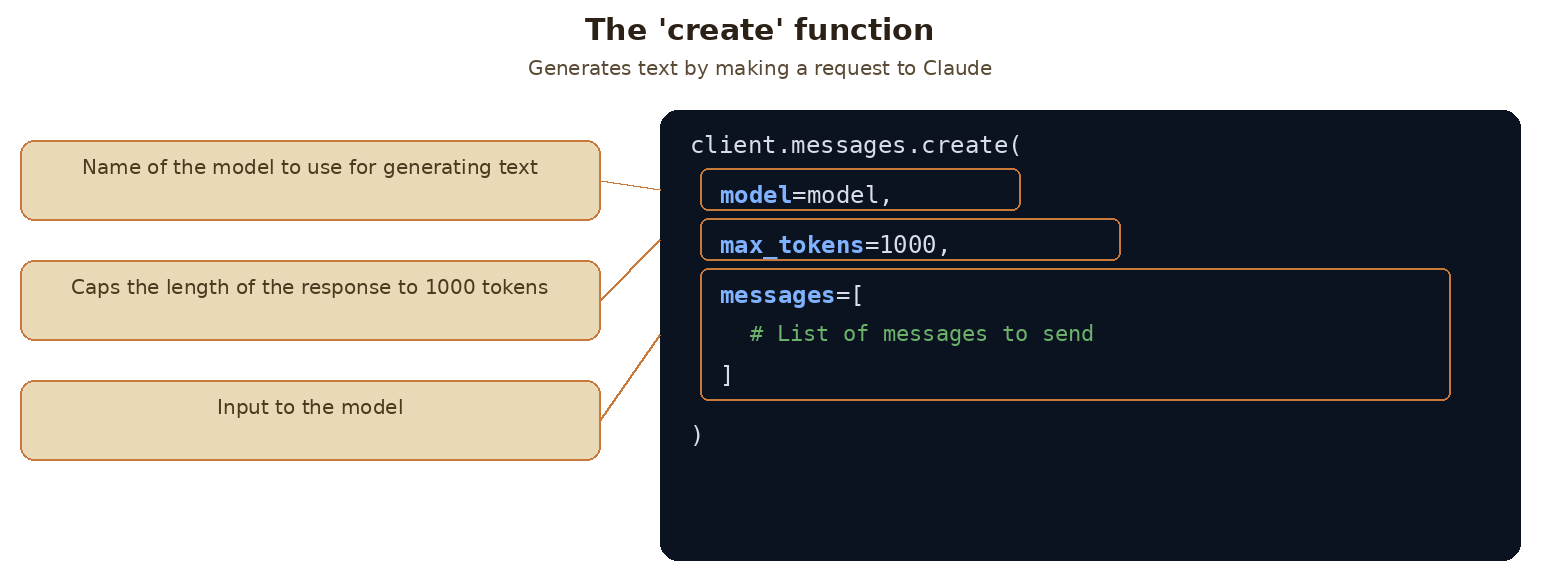 The 'create' function
Generates text by making a request to Claude
Name of the model to use for generating text
Caps the length of the response to 1000 tokens
Input to the model
client.messages.create(
model=model,
max_tokens=1000,
messages=[
# List of messages to send
]
)